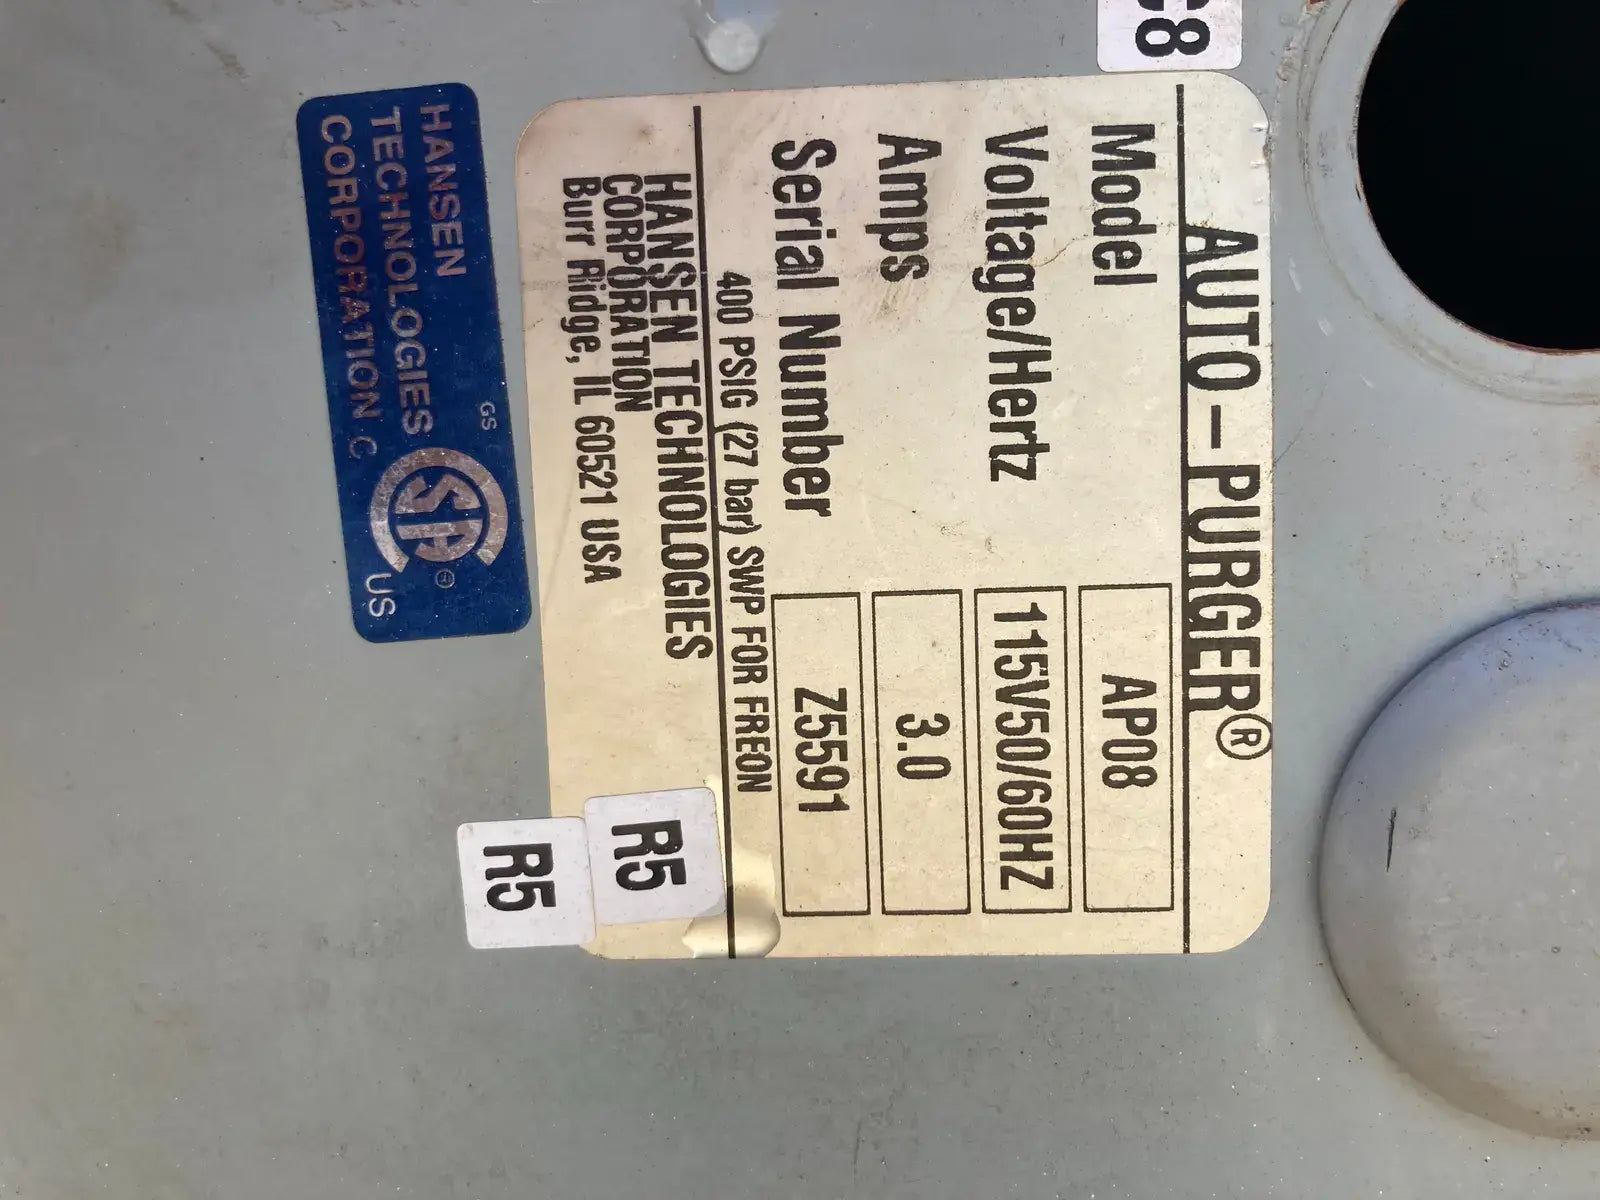 AUTO-PURGER®
Model AP08
Voltage/Hertz 115V50/60HZ
Amps 3.0
Serial Number Z5591
400 PSIG (27 bar) SWP FOR FREON
HANSEN TECHNOLOGIES
CORPORATION
Burr Ridge, IL 60521 USA
R5
R5
GS
HANSEN
TECHNOLOGIES
CORPORATION C
SA®
US